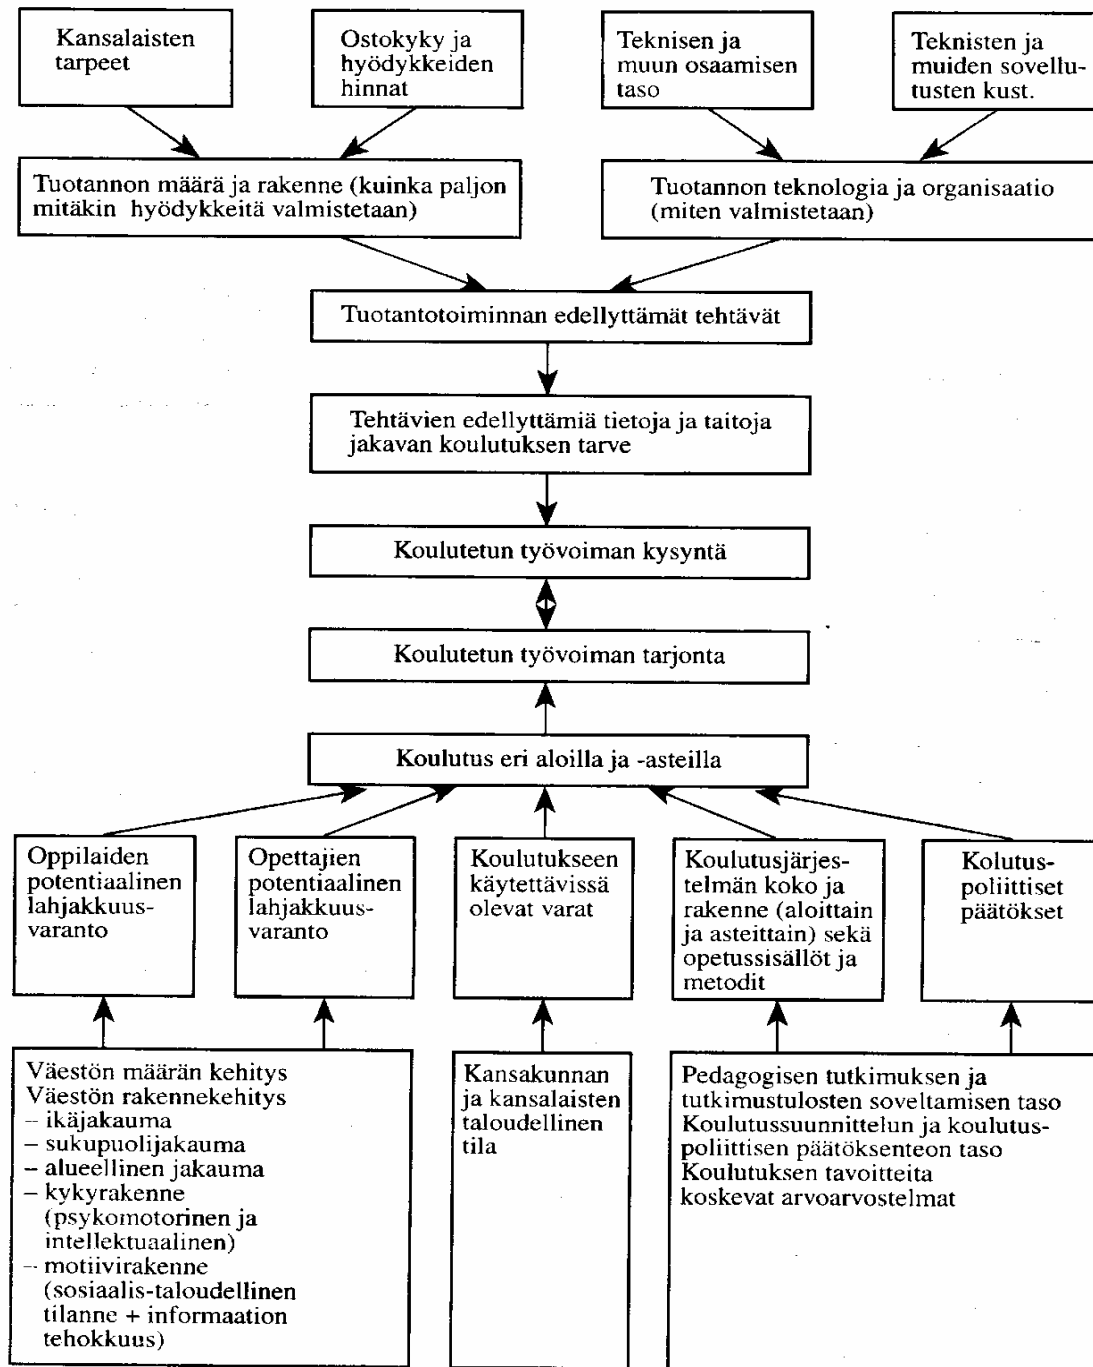 Kansalaisten
tarpeet
Ostokyky ja
hyödykkeiden
hinnat
Teknisen ja
muun osaamisen
taso
Teknisten ja
muiden sovellu-
tusten kust.
Tuotannon määrä ja rakenne (kuinka paljon
mitäkin hyödykkeitä valmistetaan)
Tuotannon teknologia ja organisaatio
(miten valmistetaan)
Tuotantotoiminnan edellyttämät tehtävät
Tehtävien edellyttämiä tietoja ja taitoja
jakavan koulutuksen tarve
Koulutetun työvoiman kysyntä
Koulutetun työvoiman tarjonta
Koulutus eri aloilla ja -asteilla
Oppilaiden
potentiaalinen
lahjakkuus-
varanto
Opettajien
potentiaalinen
lahjakkuus-
varanto
Koulutukseen
käytettävissä
olevat varat
Koulutusjärjes-
telmän koko ja
rakenne (aloittain
ja asteittain) sekä
opetussisällöt ja
metodit
Kolutus-
poliittiset
päätökset
Väestön määrän kehitys
Väestön rakennekehitys
– ikäjakauma
– sukupuolijakauma
– alueellinen jakauma
– kykyrakenne
(psykomotorinen ja
intellektuaalinen)
– motiivirakenne
(sosiaalis-taloudellinen
tilanne + informaation
tehokkuus)
Kansakunnan
ja kansalaisten
taloudellinen
tila
Pedagogisen tutkimuksen ja
tutkimustulosten soveltamisen taso
Koulutussuunnittelun ja koulutus-
poliittisen päätöksenteon taso
Koulutuksen tavoitteita
koskevat arvoarvostelmat